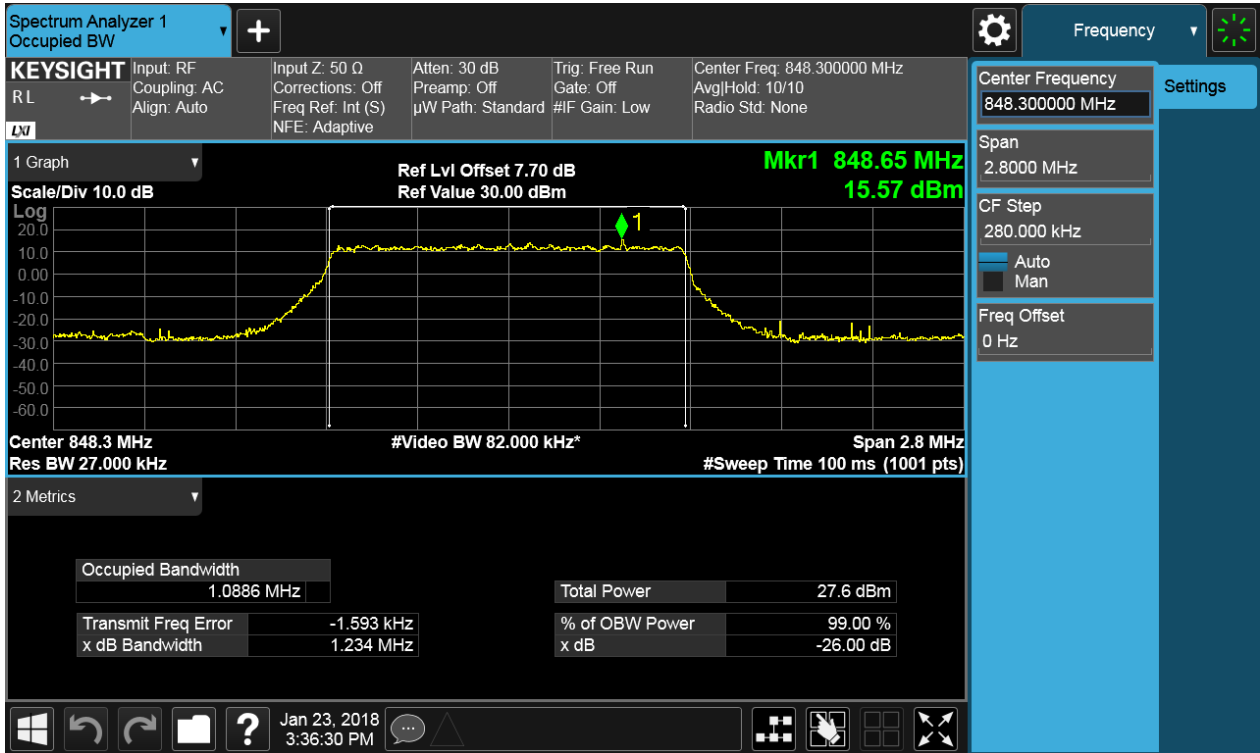 Spectrum Analyzer 1
Occupied BW
+
Frequency
KEYSIGHT
RL
LXI
Input: RF
Coupling: AC
Align: Auto
Input Z: 50 Ω
Corrections: Off
Freq Ref: Int (S)
NFE: Adaptive
Atten: 30 dB
Preamp: Off
µW Path: Standard
Trig: Free Run
Gate: Off
#IF Gain: Low
Center Freq: 848.300000 MHz
Avg|Hold: 10/10
Radio Std: None
Center Frequency
848.300000 MHz
Settings
Span
2.8000 MHz
CF Step
280.000 kHz
Auto
Man
Freq Offset
0 Hz
1 Graph
Scale/Div 10.0 dB
Ref Lvl Offset 7.70 dB
Ref Value 30.00 dBm
Mkr1 848.65 MHz
15.57 dBm
Log
20.0
10.0
0.00
-10.0
-20.0
-30.0
-40.0
-50.0
-60.0
1
Center 848.3 MHz
Res BW 27.000 kHz
#Video BW 82.000 kHz*
Span 2.8 MHz
#Sweep Time 100 ms (1001 pts)
2 Metrics
Occupied Bandwidth
1.0886 MHz
Transmit Freq Error -1.593 kHz
x dB Bandwidth 1.234 MHz
Total Power 27.6 dBm
% of OBW Power 99.00 %
x dB -26.00 dB
?
Jan 23, 2018
3:36:30 PM